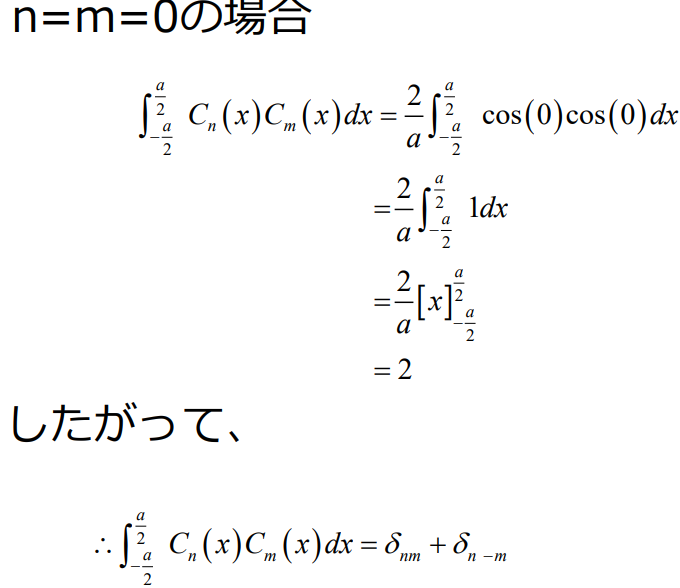 n=m=0の場合
∫_{-a/2}^{a/2} C_n(x)C_m(x)dx = 2/a ∫_{-a/2}^{a/2} cos(0)cos(0)dx
= 2/a ∫_{-a/2}^{a/2} 1dx
= 2/a [x]_{-a/2}^{a/2}
= 2
したがって、
∴ ∫_{-a/2}^{a/2} C_n(x)C_m(x)dx = δ_{nm} + δ_{n -m}